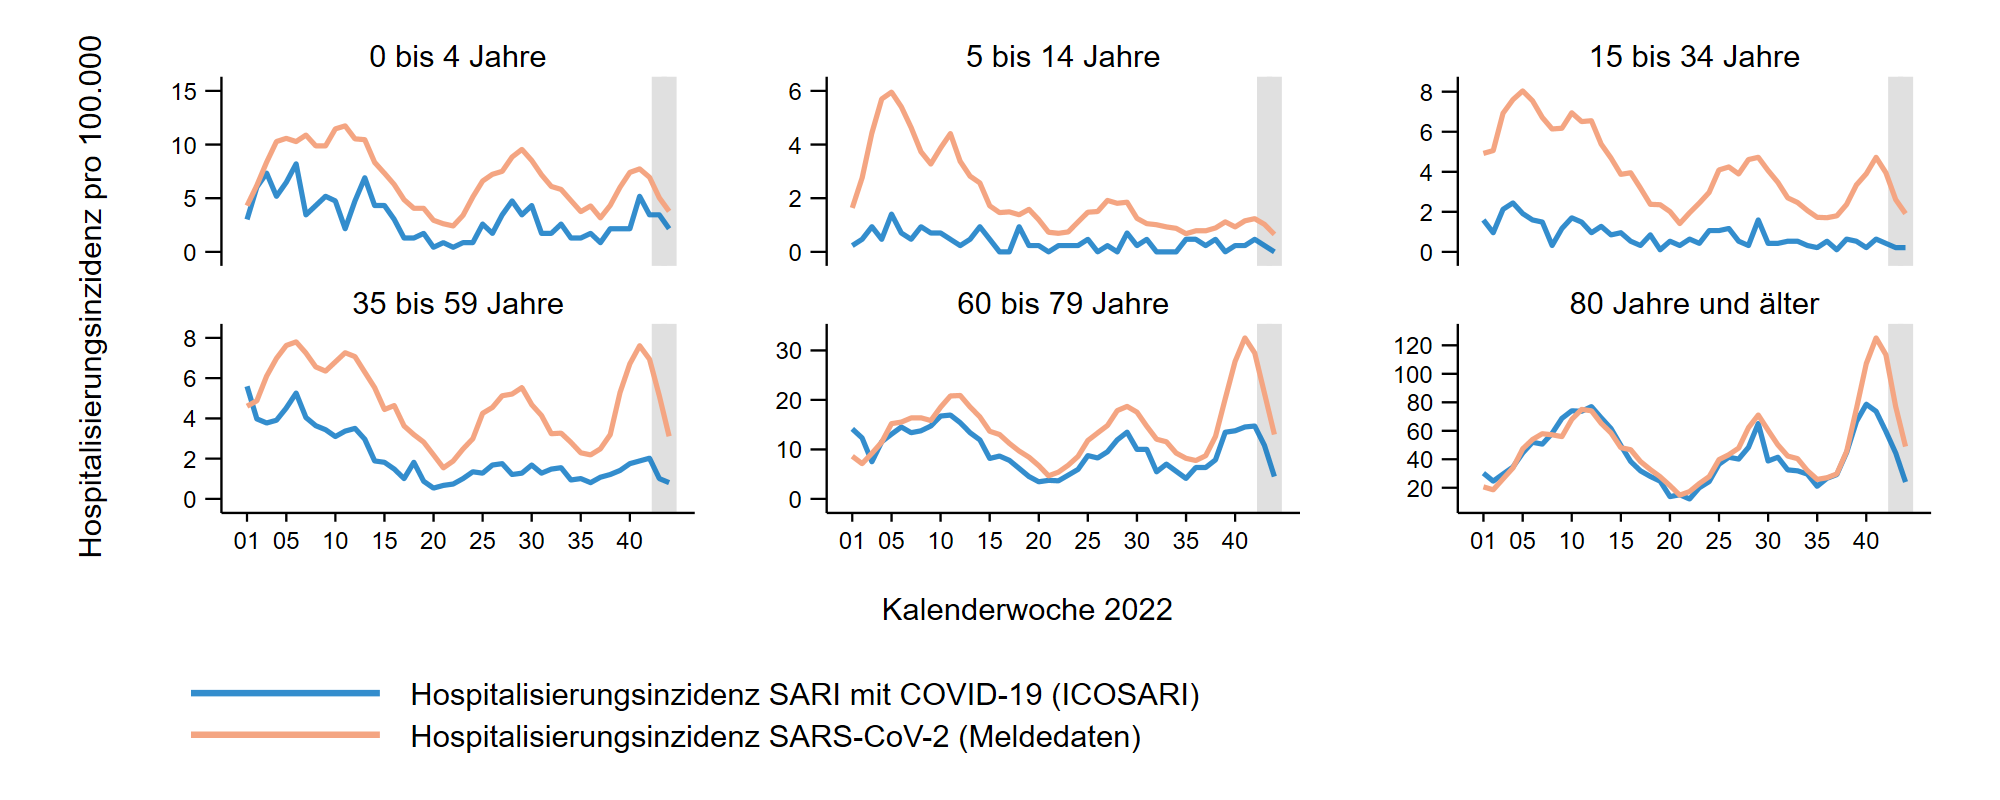 Hospitalisierungsinzidenz pro 100.000
0 bis 4 Jahre
15
10
5
0
5 bis 14 Jahre
6
4
2
0
15 bis 34 Jahre
8
6
4
2
0
35 bis 59 Jahre
8
6
4
2
0
01 05 10 15 20 25 30 35 40
60 bis 79 Jahre
30
20
10
0
01 05 10 15 20 25 30 35 40
80 Jahre und älter
120
100
80
60
40
20
01 05 10 15 20 25 30 35 40
Kalenderwoche 2022
Hospitalisierungsinzidenz SARI mit COVID-19 (ICOSARI)
Hospitalisierungsinzidenz SARS-CoV-2 (Meldedaten)